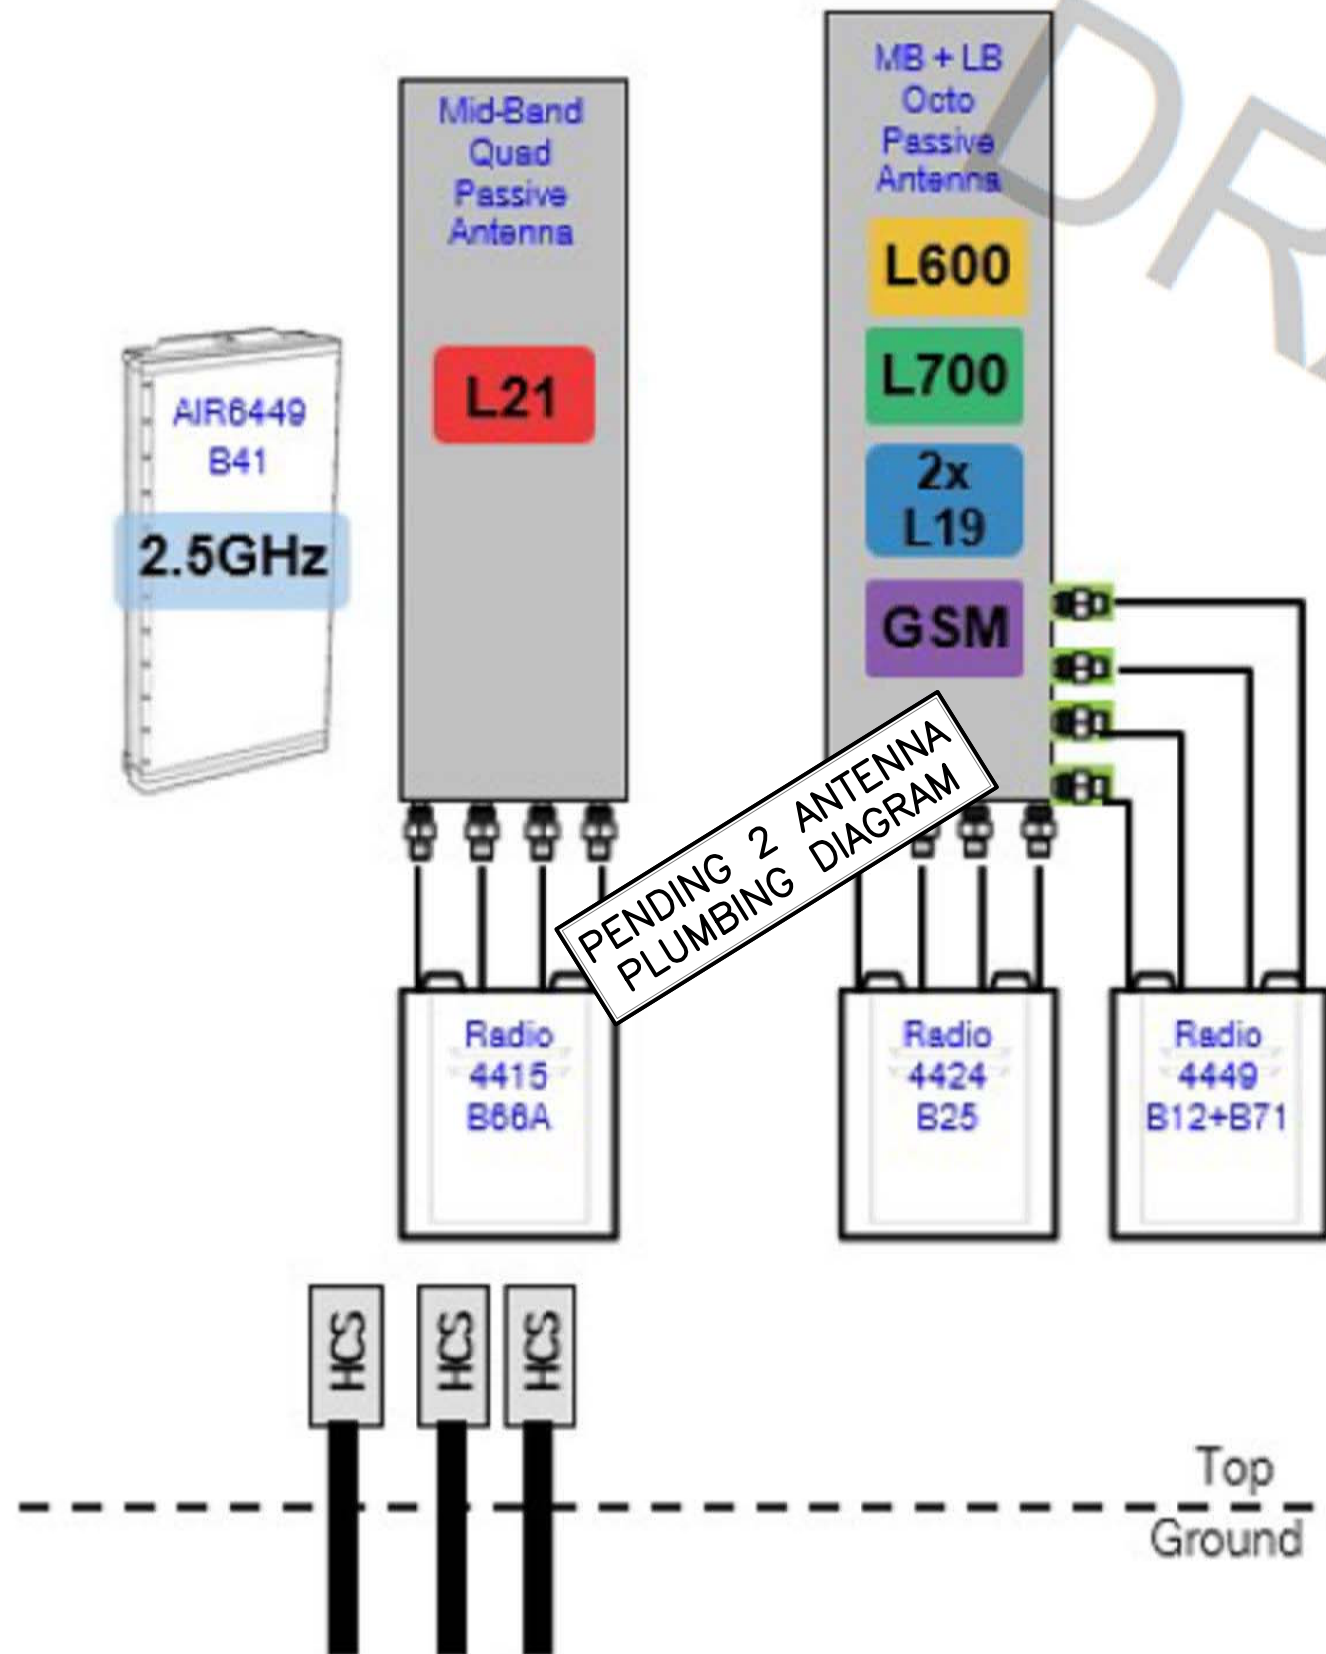 MB + LB
Octo
Passive
Antenna
Mid-Band
Quad
Passive
Antenna
L600
L700
2x
L19
GSM
L21
AIR6449
B41
2.5GHz
PENDING 2 ANTENNA
PLUMBING DIAGRAM
Radio
4415
B66A
Radio
4424
B25
Radio
4449
B12+B71
HCS
HCS
HCS
Top
Ground